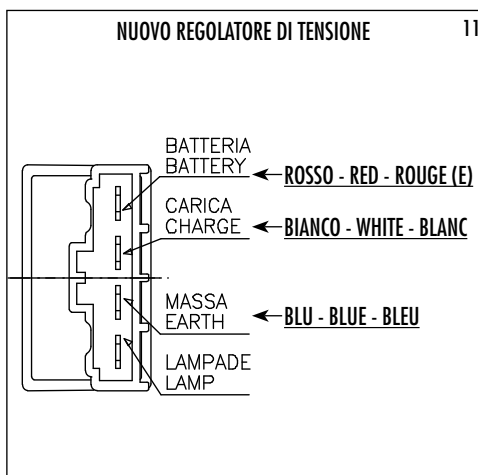 NUOVO REGOLATORE DI TENSIONE 11
BATTERIA
BATTERY
ROSSO - RED - ROUGE (E)
CARICA
CHARGE
BIANCO - WHITE - BLANC
MASSA
EARTH
BLU - BLUE - BLEU
LAMPADE
LAMP